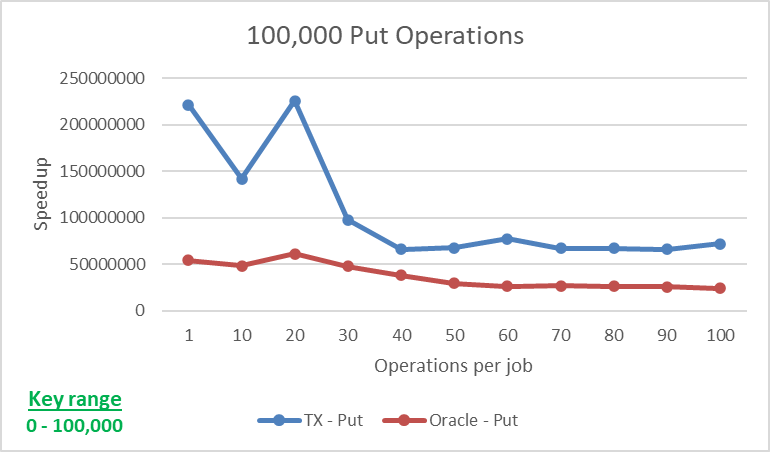 100,000 Put Operations
250000000
200000000
150000000
100000000
50000000
0
Speedup
1 10 20 30 40 50 60 70 80 90 100
Operations per job
Key range
0 - 100,000
TX - Put Oracle - Put